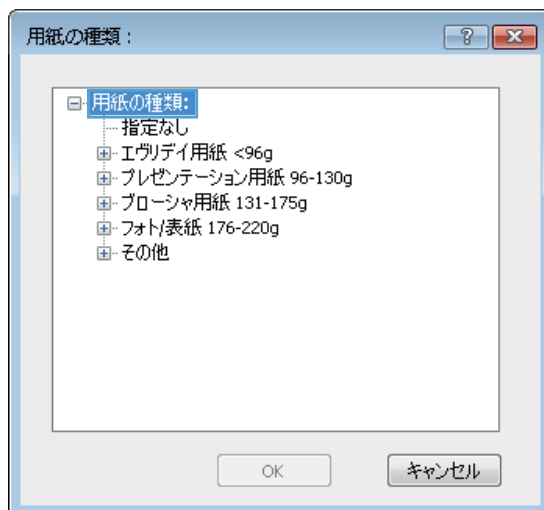 用紙の種類：
用紙の種類:
指定なし
エヴリデイ用紙 <96g
プレゼンテーション用紙 96-130g
ブローシャ用紙 131-175g
フォト/表紙 176-220g
その他
OK
キャンセル